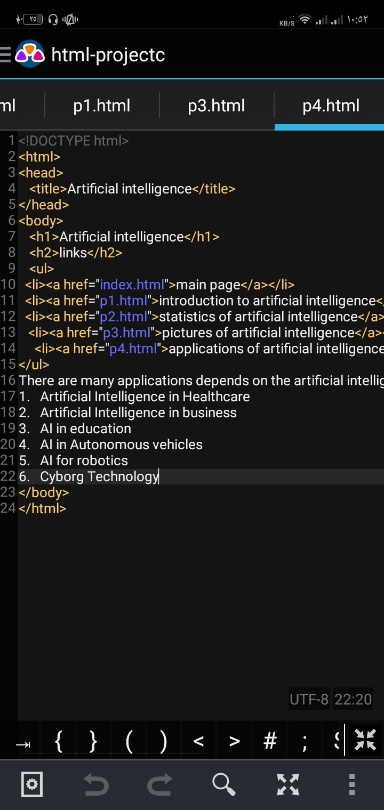 ٧٥
KB/S
١٠:٥٢
html-projectc
ml
p1.html
p3.html
p4.html
1 <!DOCTYPE html>
2 <html>
3 <head>
4 <title>Artificial intelligence</title>
5 </head>
6 <body>
7 <h1>Artificial intelligence</h1>
8 <h2>links</h2>
9 <ul>
10 <li><a href="index.html">main page</a></li>
11 <li><a href="p1.html">introduction to artificial intelligence<
12 <li><a href="p2.html">statistics of artificial intelligence</a
13 <li><a href="p3.html">pictures of artificial intelligence</a>
14 <li><a href="p4.html">applications of artificial intelligence
15 </ul>
16 There are many applications depends on the artificial intellig
17 1. Artificial Intelligence in Healthcare
18 2. Artificial Intelligence in business
19 3. AI in education
20 4. AI in Autonomous vehicles
21 5. AI for robotics
22 6. Cyborg Technology
23 </body>
24 </html>
UTF-8 22:20
{ } ( ) < > # ;